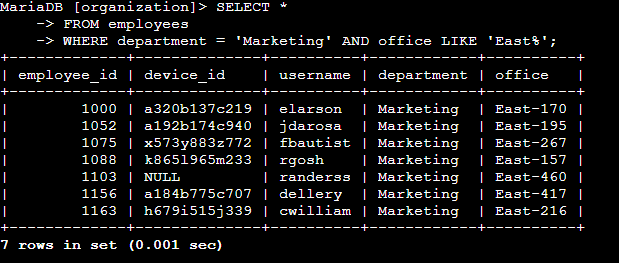 MariaDB [organization]> SELECT *
    -> FROM employees
    -> WHERE department = 'Marketing' AND office LIKE 'East%';
+-------------+--------------+----------+------------+----------+
| employee_id | device_id    | username | department | office   |
+-------------+--------------+----------+------------+----------+
|        1000 | a320b137c219 | elarson  | Marketing  | East-170 |
|        1052 | a192b174c940 | jdarosa  | Marketing  | East-195 |
|        1075 | x573y883z772 | fbautist | Marketing  | East-267 |
|        1088 | k865l965m233 | rgosh    | Marketing  | East-157 |
|        1103 | NULL         | randerss | Marketing  | East-460 |
|        1156 | a184b775c707 | dellery  | Marketing  | East-417 |
|        1163 | h679i515j339 | cwilliam | Marketing  | East-216 |
+-------------+--------------+----------+------------+----------+
7 rows in set (0.001 sec)